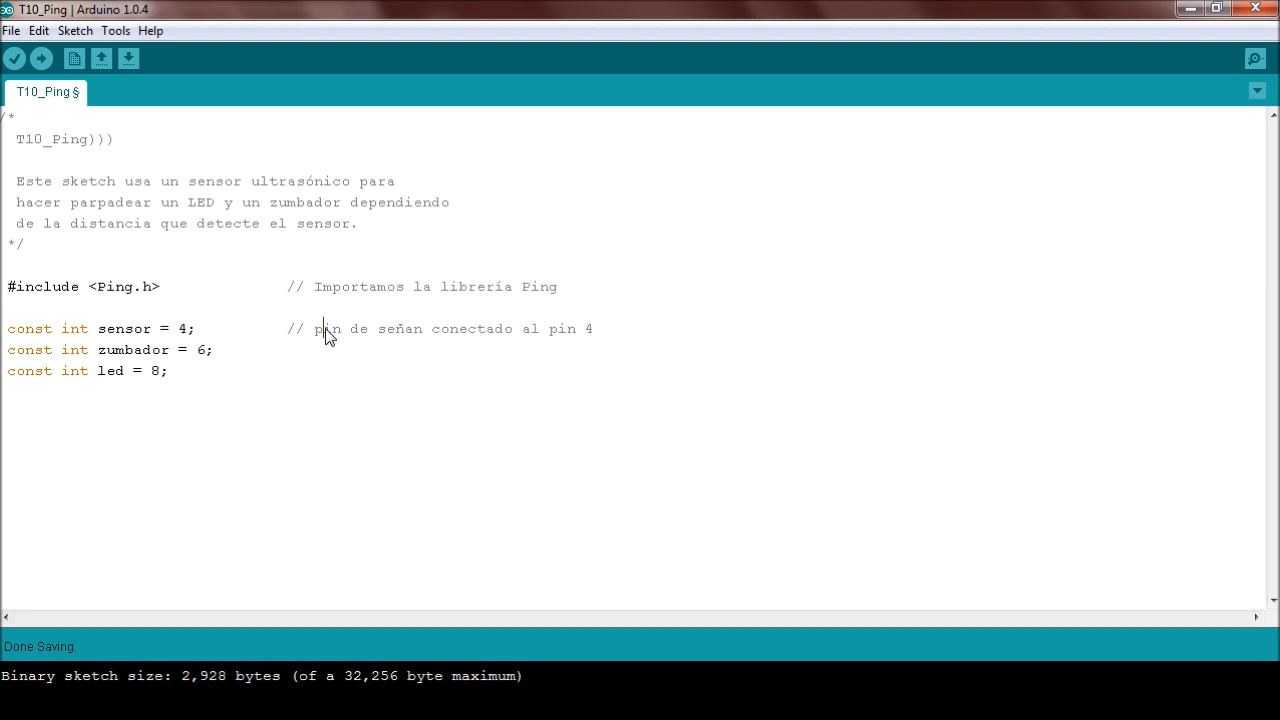 T10_Ping | Arduino 1.0.4
File Edit Sketch Tools Help
T10_Ping §
/*
T10_Ping)))
Este sketch usa un sensor ultrasónico para
hacer parpadear un LED y un zumbador dependiendo
de la distancia que detecte el sensor.
*/
#include <Ping.h> // Importamos la librería Ping
const int sensor = 4; // pin de señan conectado al pin 4
const int zumbador = 6;
const int led = 8;
Done Saving.
Binary sketch size: 2,928 bytes (of a 32,256 byte maximum)